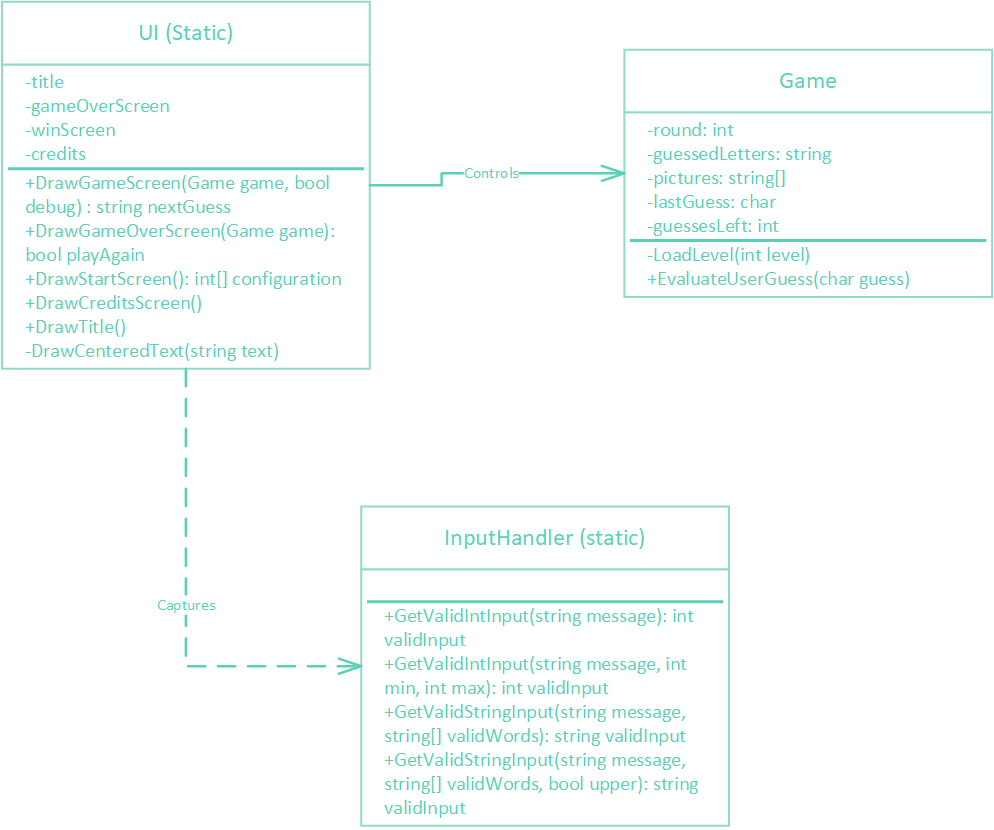 UI (Static)
-title
-gameOverScreen
-winScreen
-credits
+DrawGameScreen(Game game, bool
debug) : string nextGuess
+DrawGameOverScreen(Game game):
bool playAgain
+DrawStartScreen(): int[] configuration
+DrawCreditsScreen()
+DrawTitle()
-DrawCenteredText(string text)
Controls
Game
-round: int
-guessedLetters: string
-pictures: string[]
-lastGuess: char
-guessesLeft: int
-LoadLevel(int level)
+EvaluateUserGuess(char guess)
Captures
InputHandler (static)
+GetValidIntInput(string message): int
validInput
+GetValidIntInput(string message, int
min, int max): int validInput
+GetValidStringInput(string message,
string[] validWords): string validInput
+GetValidStringInput(string message,
string[] validWords, bool upper): string
validInput